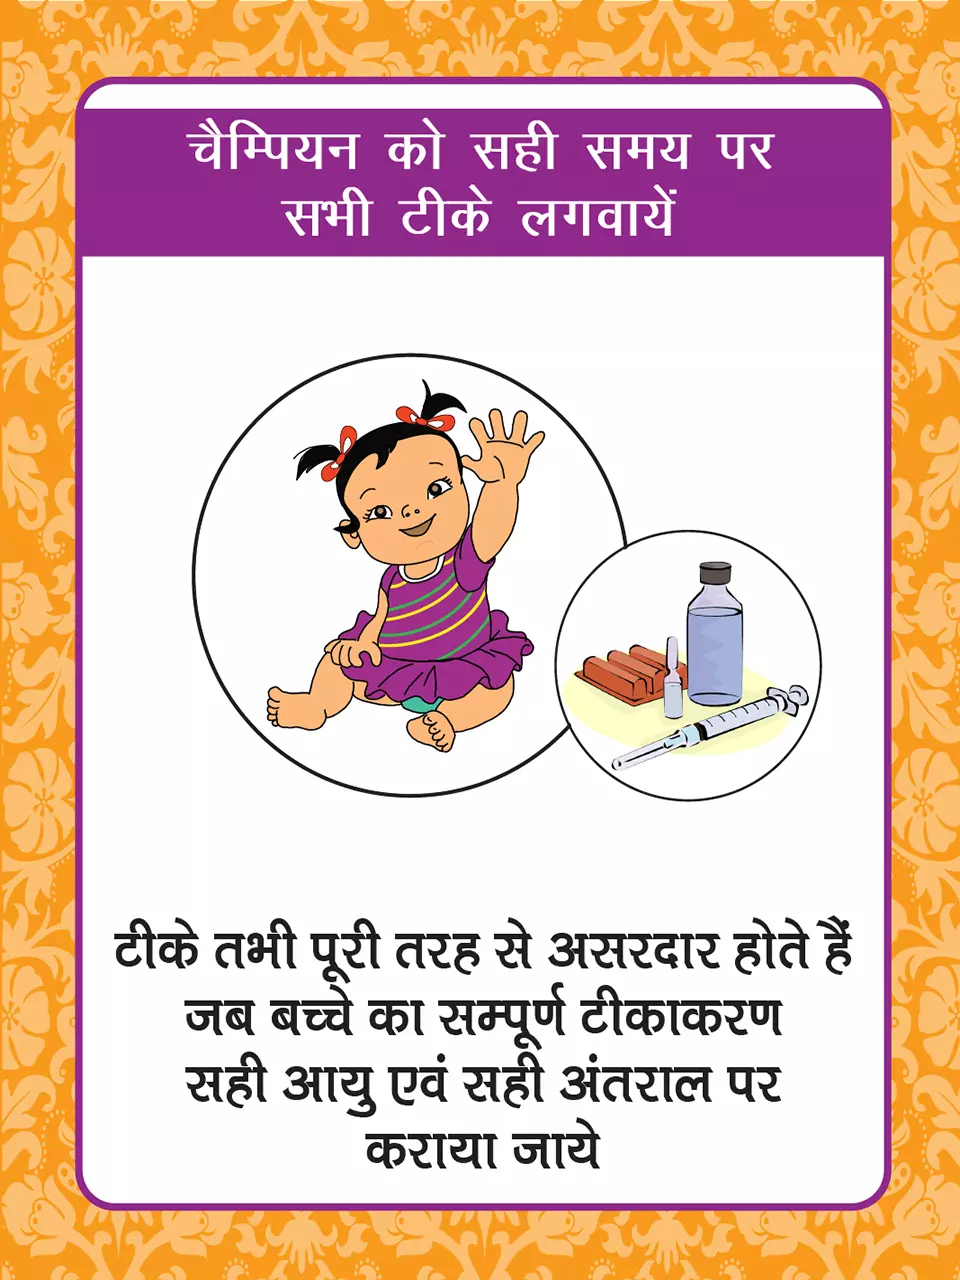 चैम्पियन को सही समय पर
सभी टीके लगवायें
टीके तभी पूरी तरह से असरदार होते हैं
जब बच्चे का सम्पूर्ण टीकाकरण
सही आयु एवं सही अंतराल पर
कराया जाये